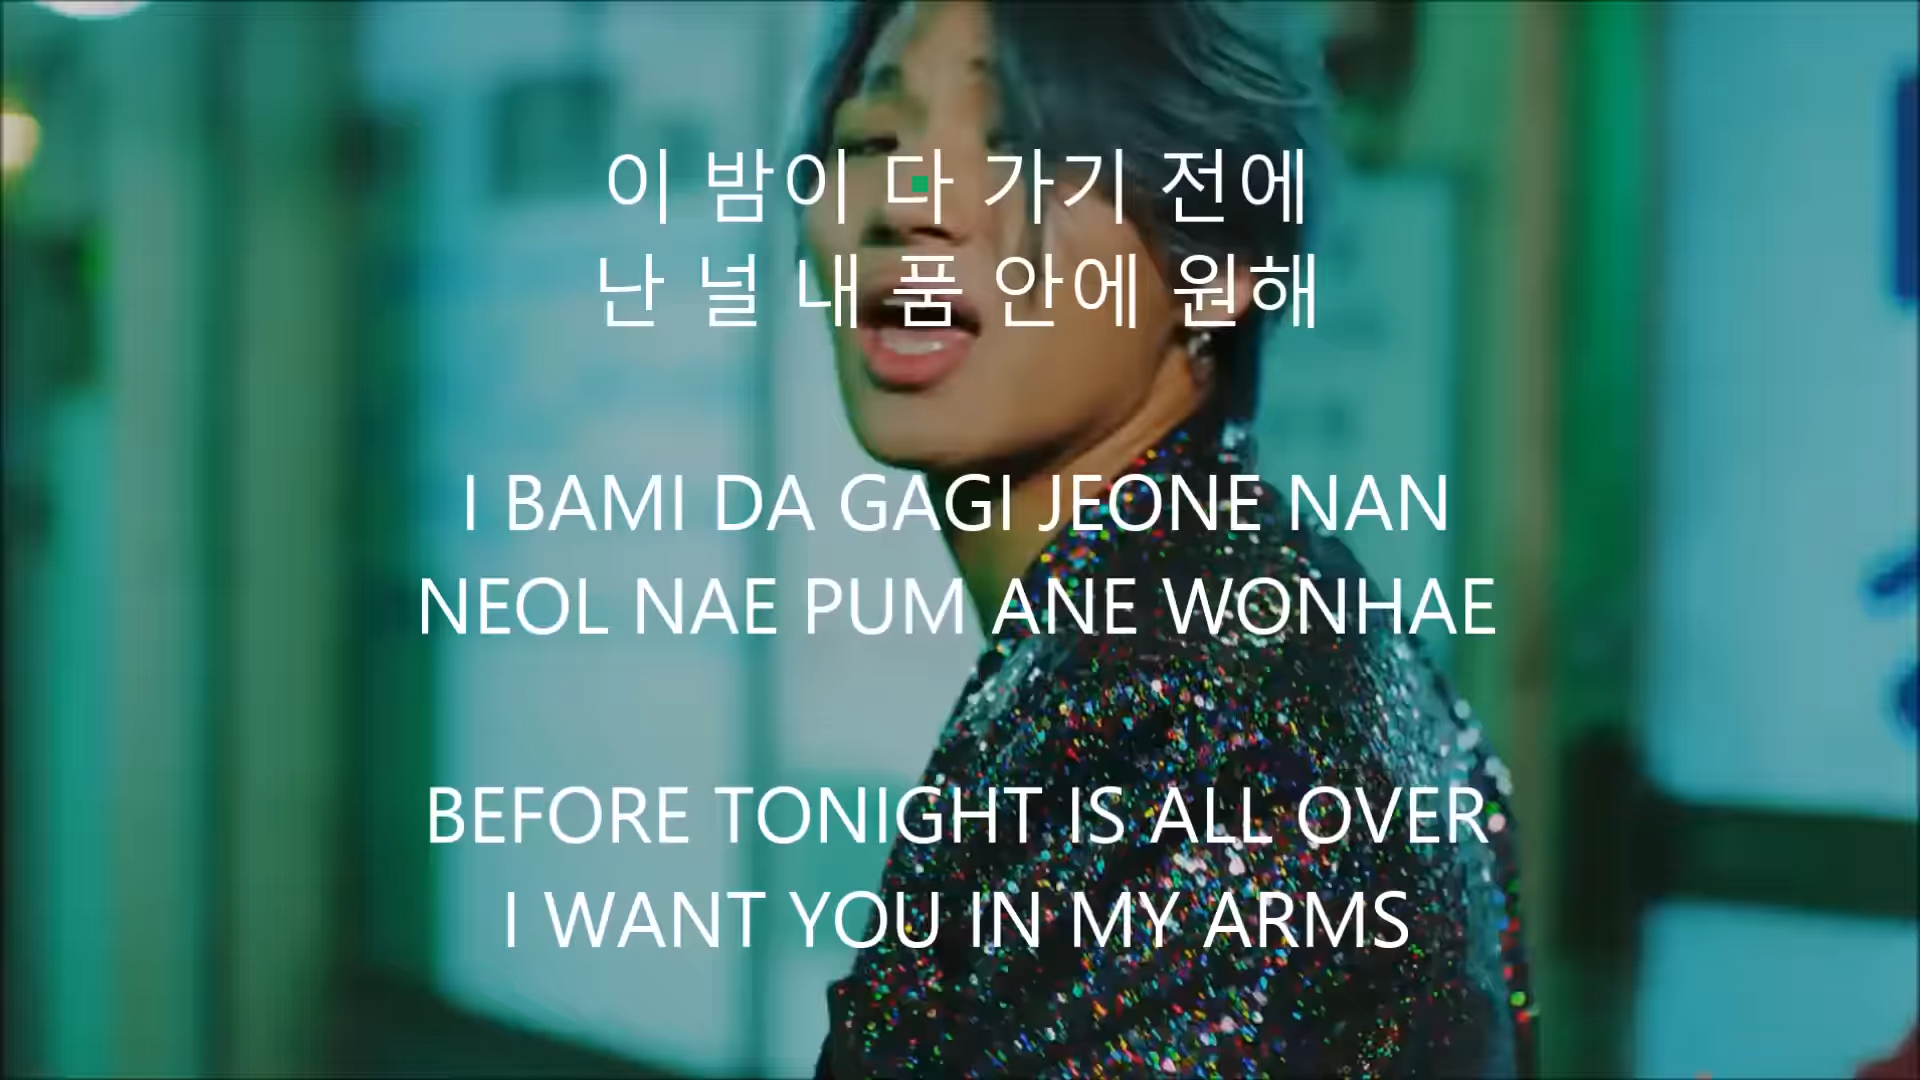 이 밤이 다 가기 전에
난 널 내 품 안에 원해
I BAMI DA GAGI JEONE NAN
NEOL NAE PUM ANE WONHAE
BEFORE TONIGHT IS ALL OVER
I WANT YOU IN MY ARMS